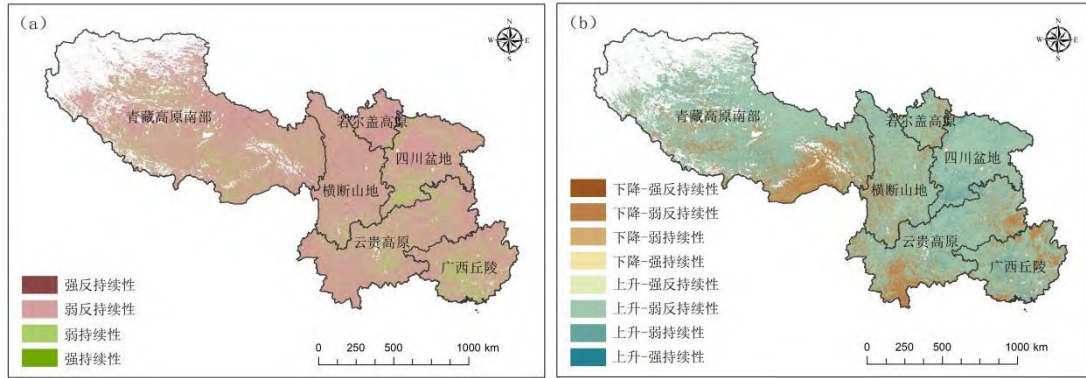 (a)
N
W
E
S
青藏高原南部
若尔盖高原
四川盆地
横断山地
云贵高原
广西丘陵
强反持续性
弱反持续性
弱持续性
强持续性
0 250 500 1000 km
(b)
N
W
E
S
青藏高原南部
若尔盖高原
四川盆地
横断山地
云贵高原
广西丘陵
下降-强反持续性
下降-弱反持续性
下降-弱持续性
下降-强持续性
上升-强反持续性
上升-弱反持续性
上升-弱持续性
上升-强持续性
0 250 500 1000 km